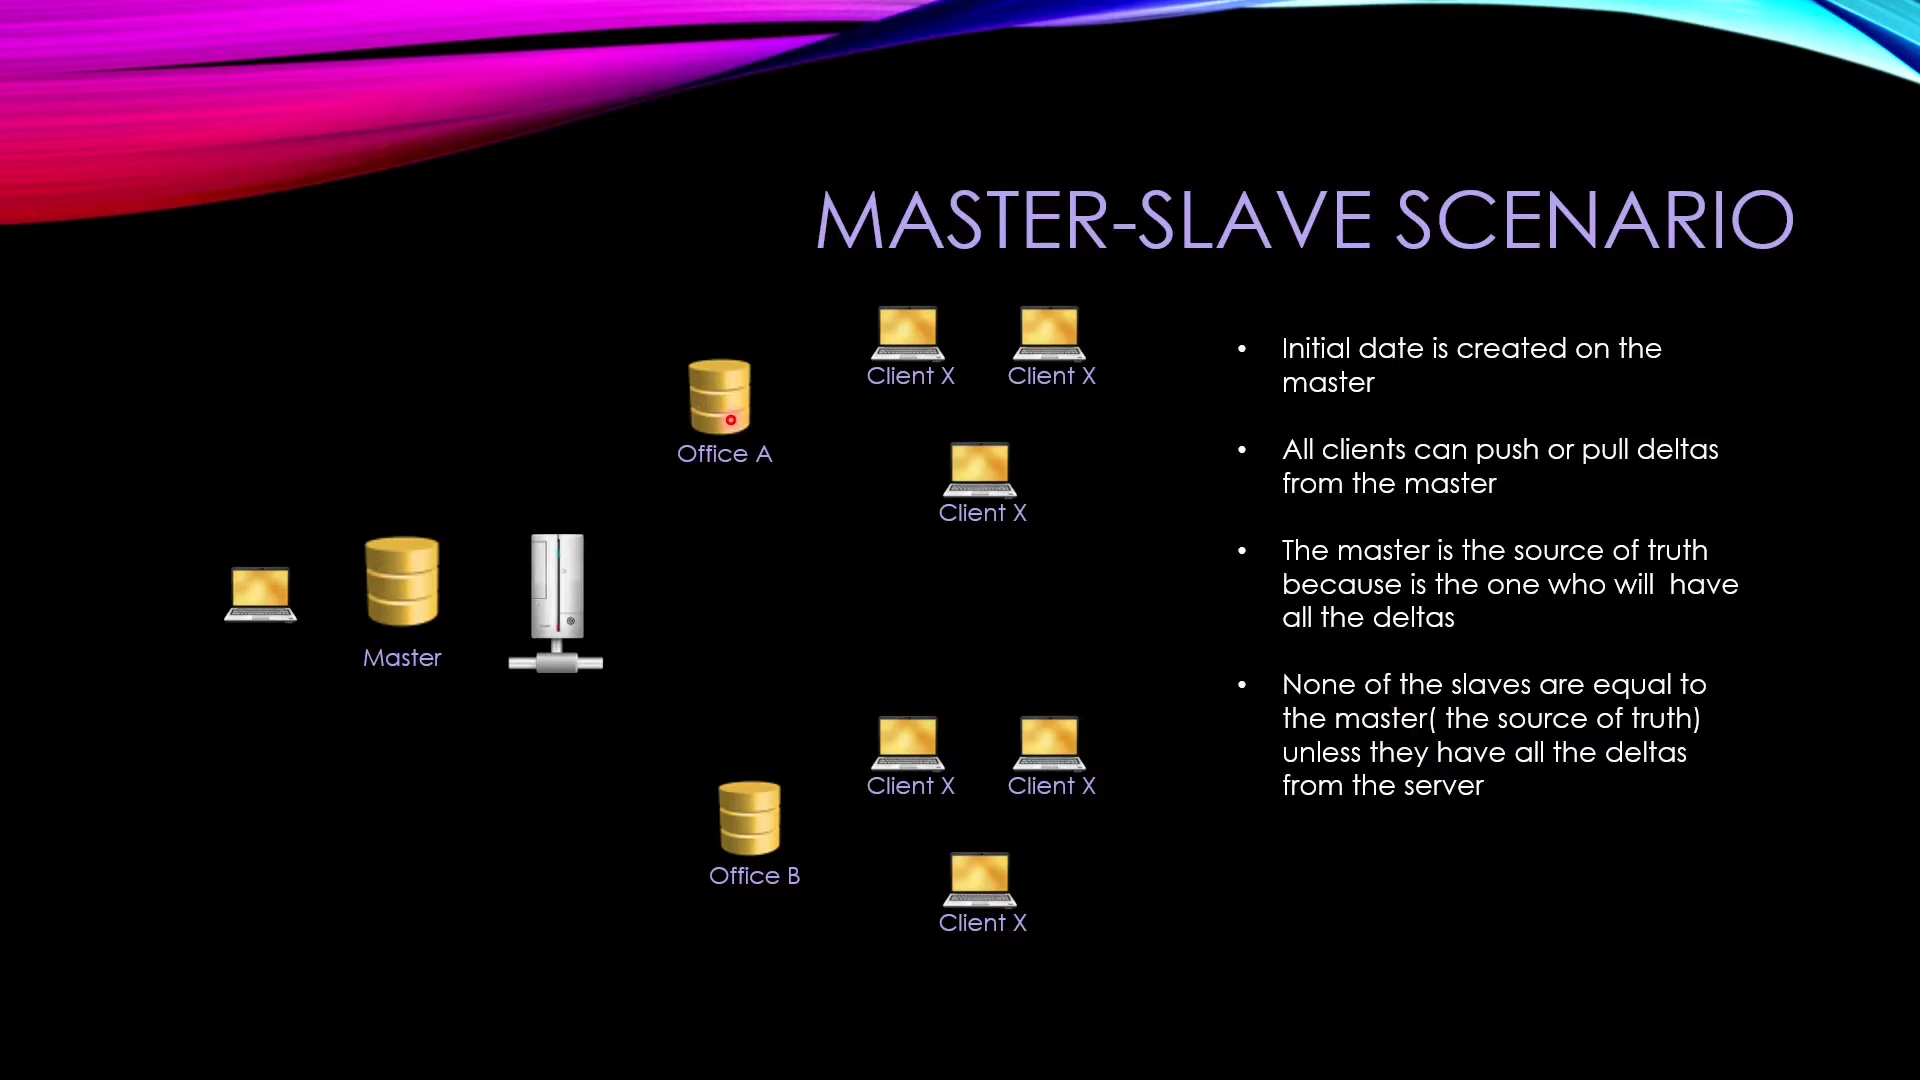 MASTER-SLAVE SCENARIO
Client X
Client X
Office A
Client X
Master
Client X
Client X
Office B
Client X
• Initial date is created on the
master
• All clients can push or pull deltas
from the master
• The master is the source of truth
because is the one who will  have
all the deltas
• None of the slaves are equal to
the master( the source of truth)
unless they have all the deltas
from the server